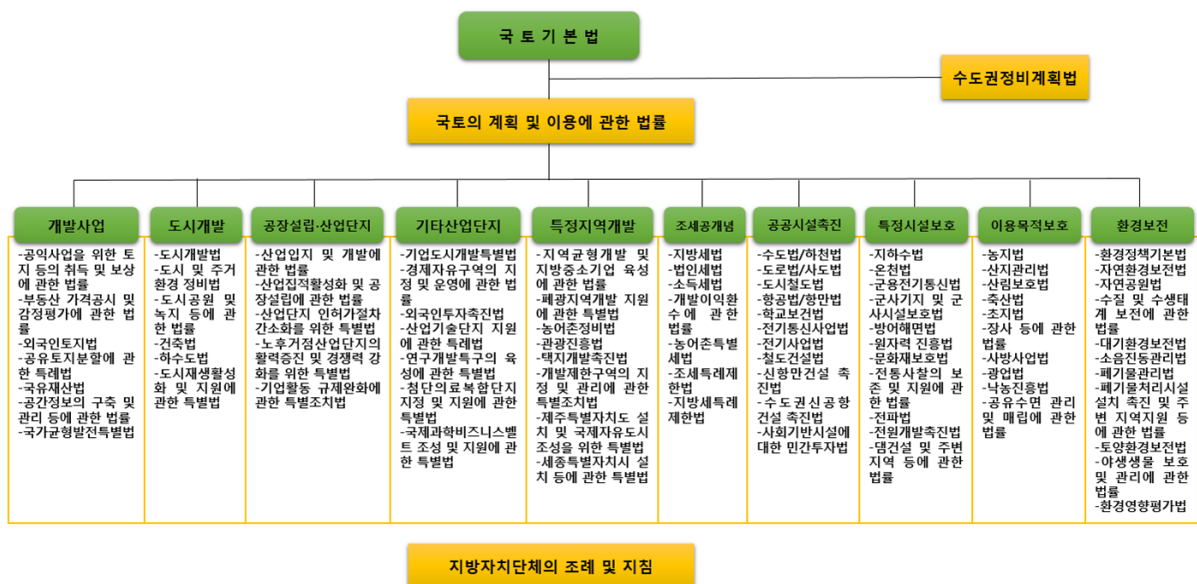 국 토 기 본 법
수도권정비계획법
국토의 계획 및 이용에 관한 법률
개발사업
-공익사업을 위한 토
지 등의 취득 및 보상
에 관한 법률
-부동산 가격공시 및
감정평가에 관한 법
률
-외국인토지법
-공유토지분할에 관
한 특례법
-국유재산법
-공간정보의 구축 및
관리 등에 관한 법률
-국가균형발전특별법
도시개발
-도시개발법
-도시 및 주거
환경 정비법
-도시공원 및
녹지 등에 관
한 법률
-건축법
-하수도법
-도시재생활성
화 및 지원에
관한 특별법
공장설립·산업단지
-산업입지 및 개발에
관한 법률
-산업집적활성화 및 공
장설립에 관한 법률
-산업단지 인허가절차
간소화를 위한 특별법
-노후거점산업단지의
활력증진 및 경쟁력 강
화를 위한 특별법
-기업활동 규제완화에
관한 특별조치법
기타산업단지
-기업도시개발특별법
-경제자유구역의 지
정 및 운영에 관한 법
률
-외국인투자촉진법
-산업기술단지 지원
에 관한 특례법
-연구개발특구의 육
성에 관한 특별법
-첨단의료복합단지
지정 및 지원에 관한
특별법
-국제과학비즈니스벨
트 조성 및 지원에 관
한 특별법
특정지역개발
-지역균형개발 및
지방중소기업 육성
에 관한 법률
-폐광지역개발 지원
에 관한 특별법
-농어촌정비법
-관광진흥법
-택지개발촉진법
-개발제한구역의 지
정 및 관리에 관한
특별조치법
-제주특별자치도 설
치 및 국제자유도시
조성을 위한 특별법
-세종특별자치시 설
치 등에 관한 특별법
조세공개념
-지방세법
-법인세법
-소득세법
-개발이익환
수에 관한
법률
-농어촌특별
세법
-조세특례제
한법
-지방세특례
제한법
공공시설촉진
-수도법/하천법
-도로법/사도법
-도시철도법
-항공법/항만법
-학교보건법
-전기통신사업법
-전기사업법
-철도건설법
-신항만건설 촉
진법
-수도권신공항
건설 촉진법
-사회기반시설에
대한 민간투자법
특정시설보호
-지하수법
-온천법
-군용전기통신법
-군사기지 및 군
사시설보호법
-방어해면법
-원자력 진흥법
-문화재보호법
-전통사찰의 보
존 및 지원에 관
한 법률
-전파법
-전원개발촉진법
-댐건설 및 주변
지역 등에 관한
법률
이용목적보호
-농지법
-산지관리법
-산림보호법
-축산법
-초지법
-장사 등에 관한
법률
-사방사업법
-광업법
-낙농진흥법
-공유수면 관리
및 매립에 관한
법률
환경보전
-환경정책기본법
-자연환경보전법
-자연공원법
-수질 및 수생태
계 보전에 관한
법률
-대기환경보전법
-소음진동관리법
-폐기물관리법
-폐기물처리시설
설치 촉진 및 주
변 지역지원 등
에 관한 법률
-토양환경보전법
-야생생물 보호
및 관리에 관한
법률
-환경영향평가법
지방자치단체의 조례 및 지침